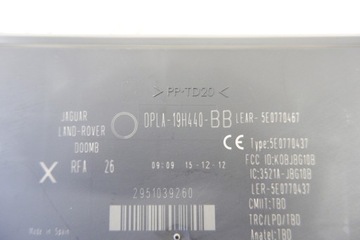 >PP-TD20<
DPLA-19H440-BB LEAR-5E0770467
JAGUAR
LAND-ROVER
DOOMB
CE Type:5E0770437
FCC ID:KOBJBG10B
IC:3521A-JBG10B
X RFA 26 09:09 15-12-12
LER-5E0770437
2951039260
CMIIT:TBD
TRC/LPD/TBD
Anatel:TBD
Made in Spain